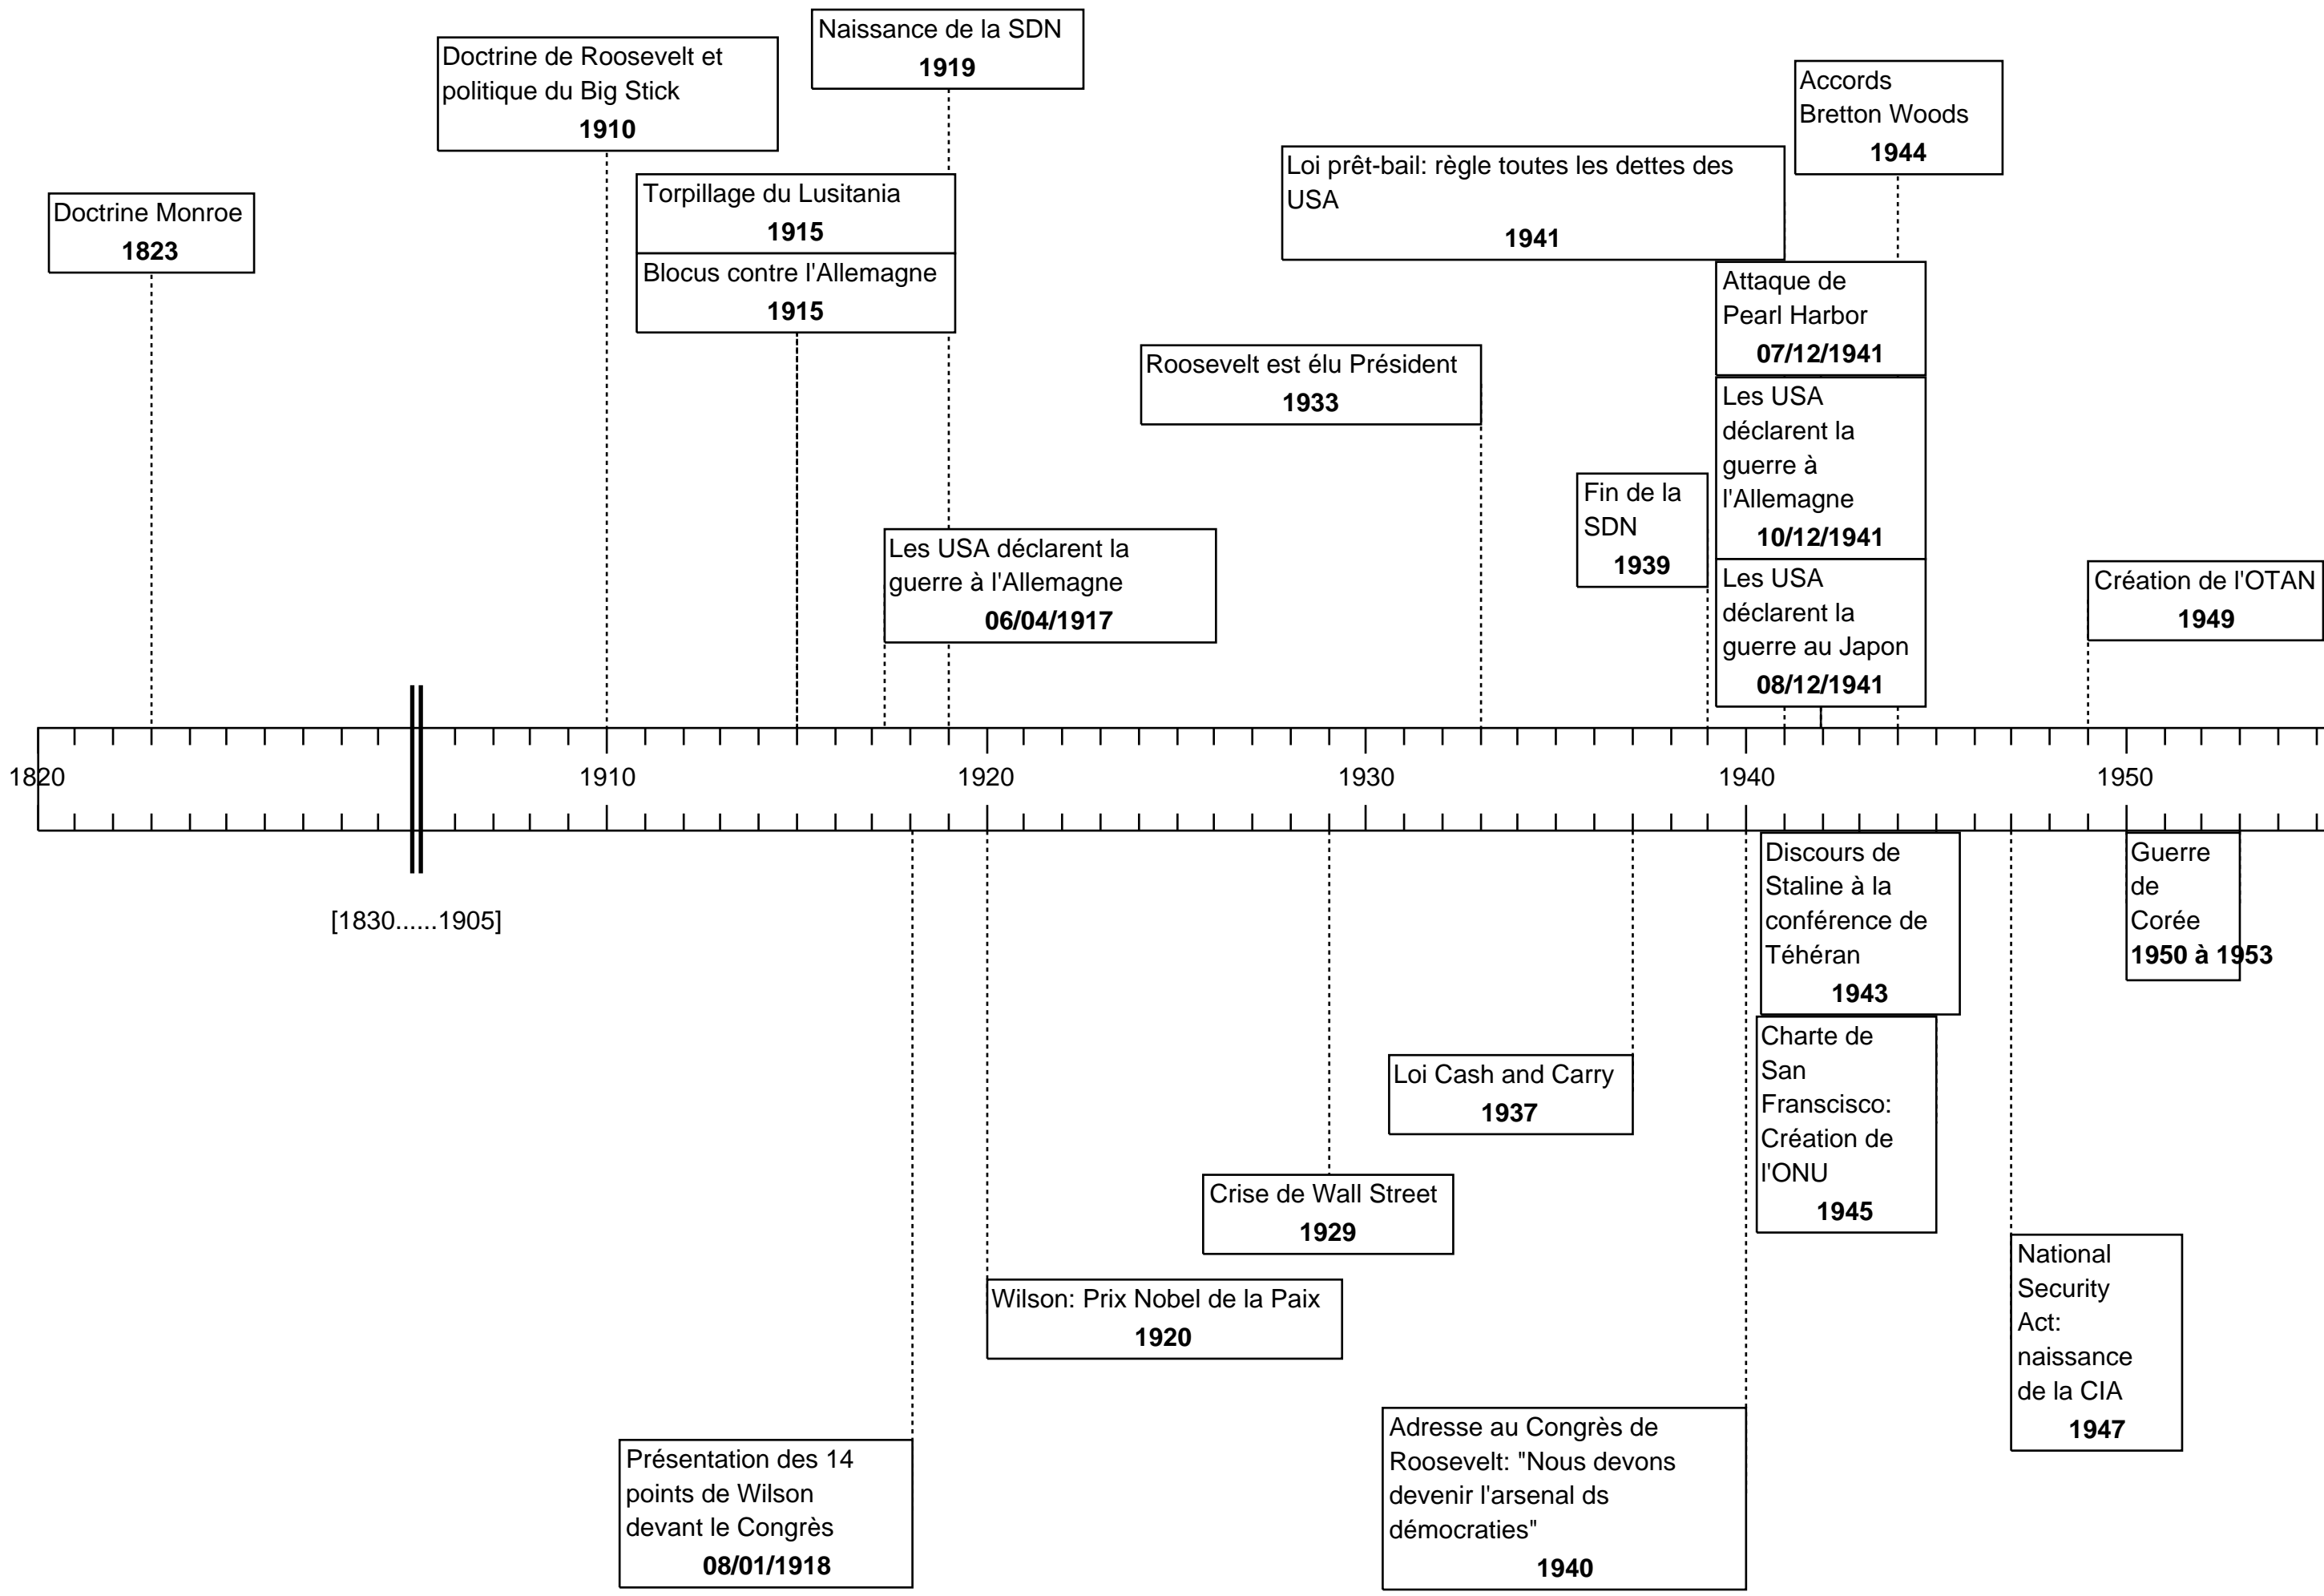 Naissance de la SDN
1919
Doctrine de Roosevelt et
politique du Big Stick
1910
Accords
Bretton Woods
1944
Loi prêt-bail: règle toutes les dettes des
USA
1941
Torpillage du Lusitania
1915
Blocus contre l'Allemagne
1915
Doctrine Monroe
1823
Attaque de
Pearl Harbor
07/12/1941
Roosevelt est élu Président
1933
Les USA
déclarent la
guerre à
l'Allemagne
10/12/1941
Fin de la
SDN
1939
Les USA déclarent la
guerre à l'Allemagne
06/04/1917
Les USA
déclarent la
guerre au Japon
08/12/1941
Création de l'OTAN
1949
1820
1910
1920
1930
1940
1950
[1830......1905]
Discours de
Staline à la
conférence de
Téhéran
1943
Guerre
de
Corée
1950 à 1953
Charte de
San
Franscisco:
Création de
l'ONU
1945
Loi Cash and Carry
1937
Crise de Wall Street
1929
National
Security
Act:
naissance
de la CIA
1947
Wilson: Prix Nobel de la Paix
1920
Adresse au Congrès de
Roosevelt: "Nous devons
devenir l'arsenal ds
démocraties"
1940
Présentation des 14
points de Wilson
devant le Congrès
08/01/1918